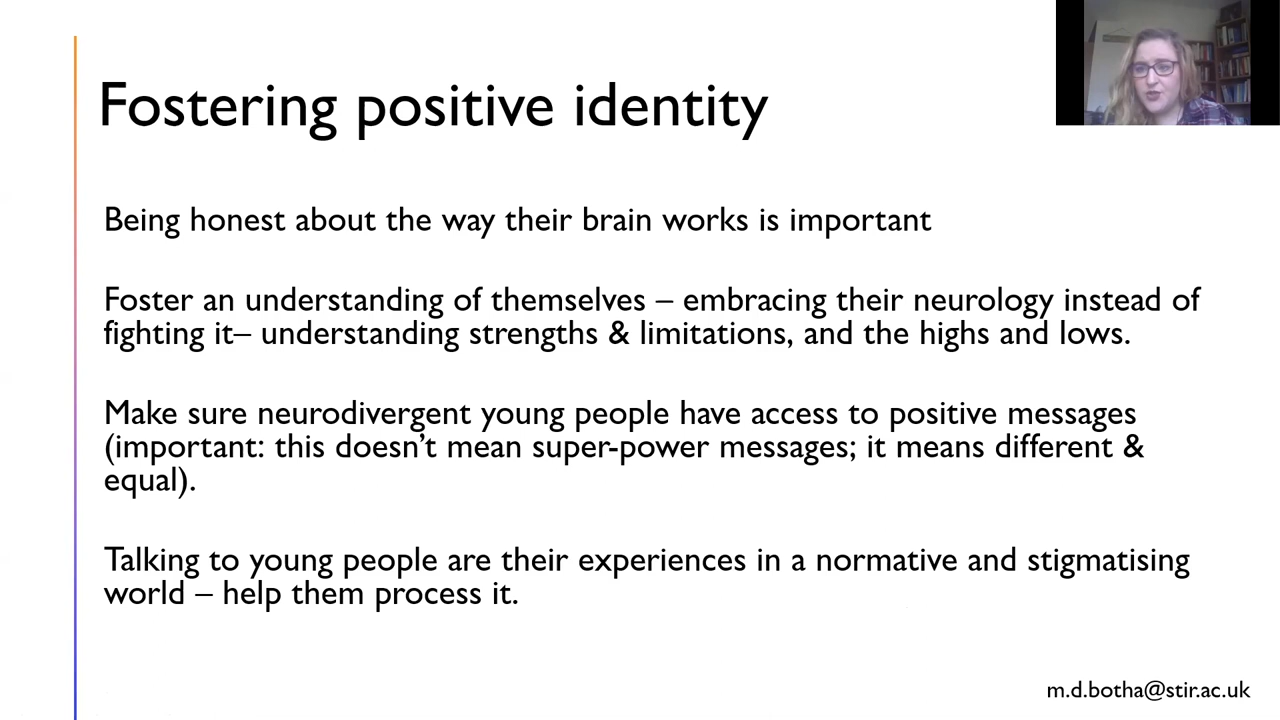 Fostering positive identity
Being honest about the way their brain works is important
Foster an understanding of themselves – embracing their neurology instead of
fighting it– understanding strengths & limitations, and the highs and lows.
Make sure neurodivergent young people have access to positive messages
(important: this doesn’t mean super-power messages; it means different &
equal).
Talking to young people are their experiences in a normative and stigmatising
world – help them process it.
m.d.botha@stir.ac.uk